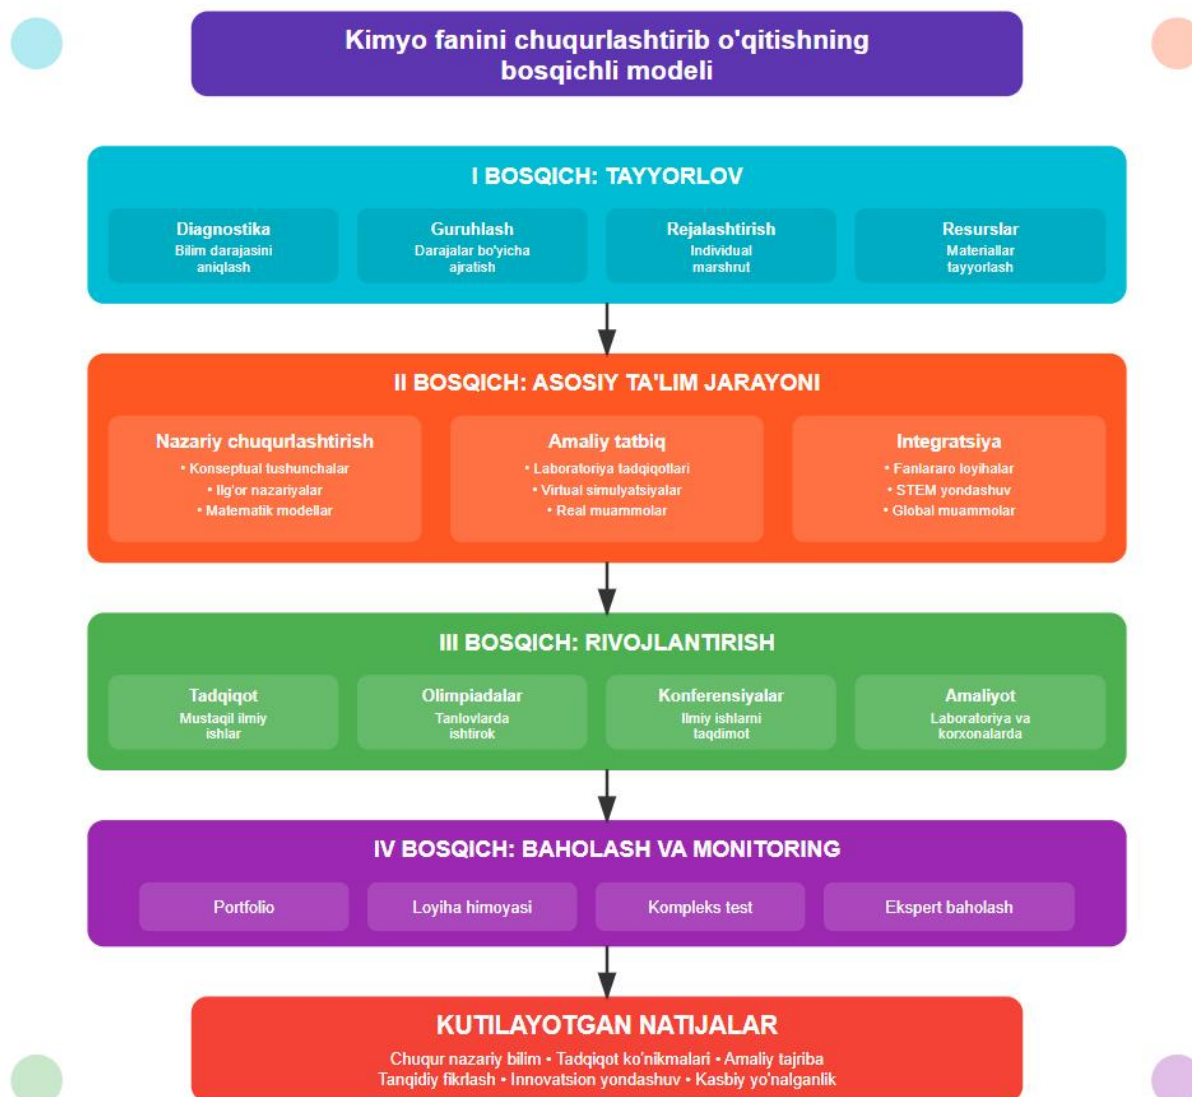 Kimyo fanini chuqurlashtirib o'qitishning
bosqichli modeli
I BOSQICH: TAYYORLOV
Diagnostika
Bilim darajasini
aniqlash
Guruhlash
Darajalar bo'yicha
ajratish
Rejalashtirish
Individual
marshrut
Resurslar
Materiallar
tayyorlash
II BOSQICH: ASOSIY TA'LIM JARAYONI
Nazariy chuqurlashtirish
• Konseptual tushunchalar
• Ilg'or nazariyalar
• Matematik modellar
Amaliy tatbiq
• Laboratoriya tadqiqotlari
• Virtual simulyatsiyalar
• Real muammolar
Integratsiya
• Fanlararo loyihalar
• STEM yondashuv
• Global muammolar
III BOSQICH: RIVOJLANTIRISH
Tadqiqot
Mustaqil ilmiy
ishlar
Olimpiadalar
Tanlovlarda
ishtirok
Konferensiyalar
Ilmiy ishlarni
taqdimot
Amaliyot
Laboratoriya va
korxonalarda
IV BOSQICH: BAHOLASH VA MONITORING
Portfolio
Loyiha himoyasi
Kompleks test
Ekspert baholash
KUTILAYOTGAN NATIJALAR
Chuqur nazariy bilim • Tadqiqot ko'nikmalari • Amaliy tajriba
Tanqidiy fikrlash • Innovatsion yondashuv • Kasbiy yo'nalganlik